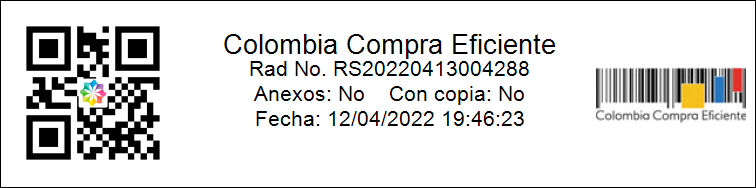 Colombia Compra Eficiente
Rad No. RS20220413004288
Anexos: No Con copia: No
Fecha: 12/04/2022 19:46:23
Colombia Compra Eficiente